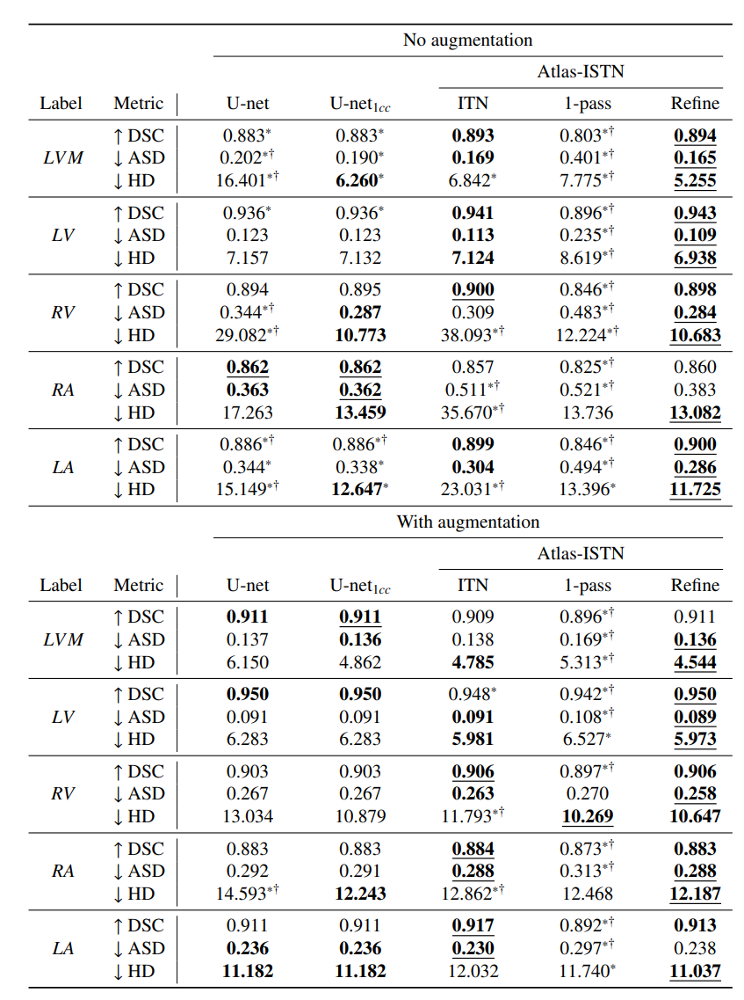 No augmentation
Atlas-ISTN
Label Metric U-net U-net1cc ITN 1-pass Refine
↑ DSC 0.883* 0.883* 0.893 0.803*† 0.894
LVM ↓ ASD 0.202*† 0.190* 0.169 0.401*† 0.165
↓ HD 16.401*† 6.260* 6.842* 7.775*† 5.255
↑ DSC 0.936* 0.936* 0.941 0.896*† 0.943
LV ↓ ASD 0.123 0.123 0.113 0.235*† 0.109
↓ HD 7.157 7.132 7.124 8.619*† 6.938
↑ DSC 0.894 0.895 0.900 0.846*† 0.898
RV ↓ ASD 0.344*† 0.287 0.309 0.483*† 0.284
↓ HD 29.082*† 10.773 38.093*† 12.224*† 10.683
↑ DSC 0.862 0.862 0.857 0.825*† 0.860
RA ↓ ASD 0.363 0.362 0.511*† 0.521*† 0.383
↓ HD 17.263 13.459 35.670*† 13.736 13.082
↑ DSC 0.886*† 0.886*† 0.899 0.846*† 0.900
LA ↓ ASD 0.344* 0.338* 0.304 0.494*† 0.286
↓ HD 15.149*† 12.647* 23.031*† 13.396* 11.725
With augmentation
Atlas-ISTN
Label Metric U-net U-net1cc ITN 1-pass Refine
↑ DSC 0.911 0.911 0.909 0.896*† 0.911
LVM ↓ ASD 0.137 0.136 0.138 0.169*† 0.136
↓ HD 6.150 4.862 4.785 5.313*† 4.544
↑ DSC 0.950 0.950 0.948* 0.942*† 0.950
LV ↓ ASD 0.091 0.091 0.091 0.108*† 0.089
↓ HD 6.283 6.283 5.981 6.527* 5.973
↑ DSC 0.903 0.903 0.906 0.897*† 0.906
RV ↓ ASD 0.267 0.267 0.263 0.270 0.258
↓ HD 13.034 10.879 11.793*† 10.269 10.647
↑ DSC 0.883 0.883 0.884 0.873*† 0.883
RA ↓ ASD 0.292 0.291 0.288 0.313*† 0.288
↓ HD 14.593*† 12.243 12.862*† 12.468 12.187
↑ DSC 0.911 0.911 0.917 0.892*† 0.913
LA ↓ ASD 0.236 0.236 0.230 0.297*† 0.238
↓ HD 11.182 11.182 12.032 11.740* 11.037